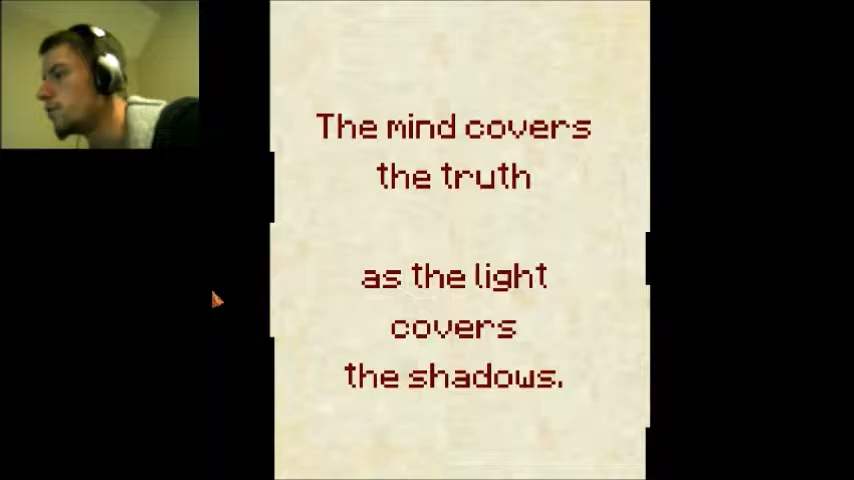 The mind covers
the truth
as the light
covers
the shadows.